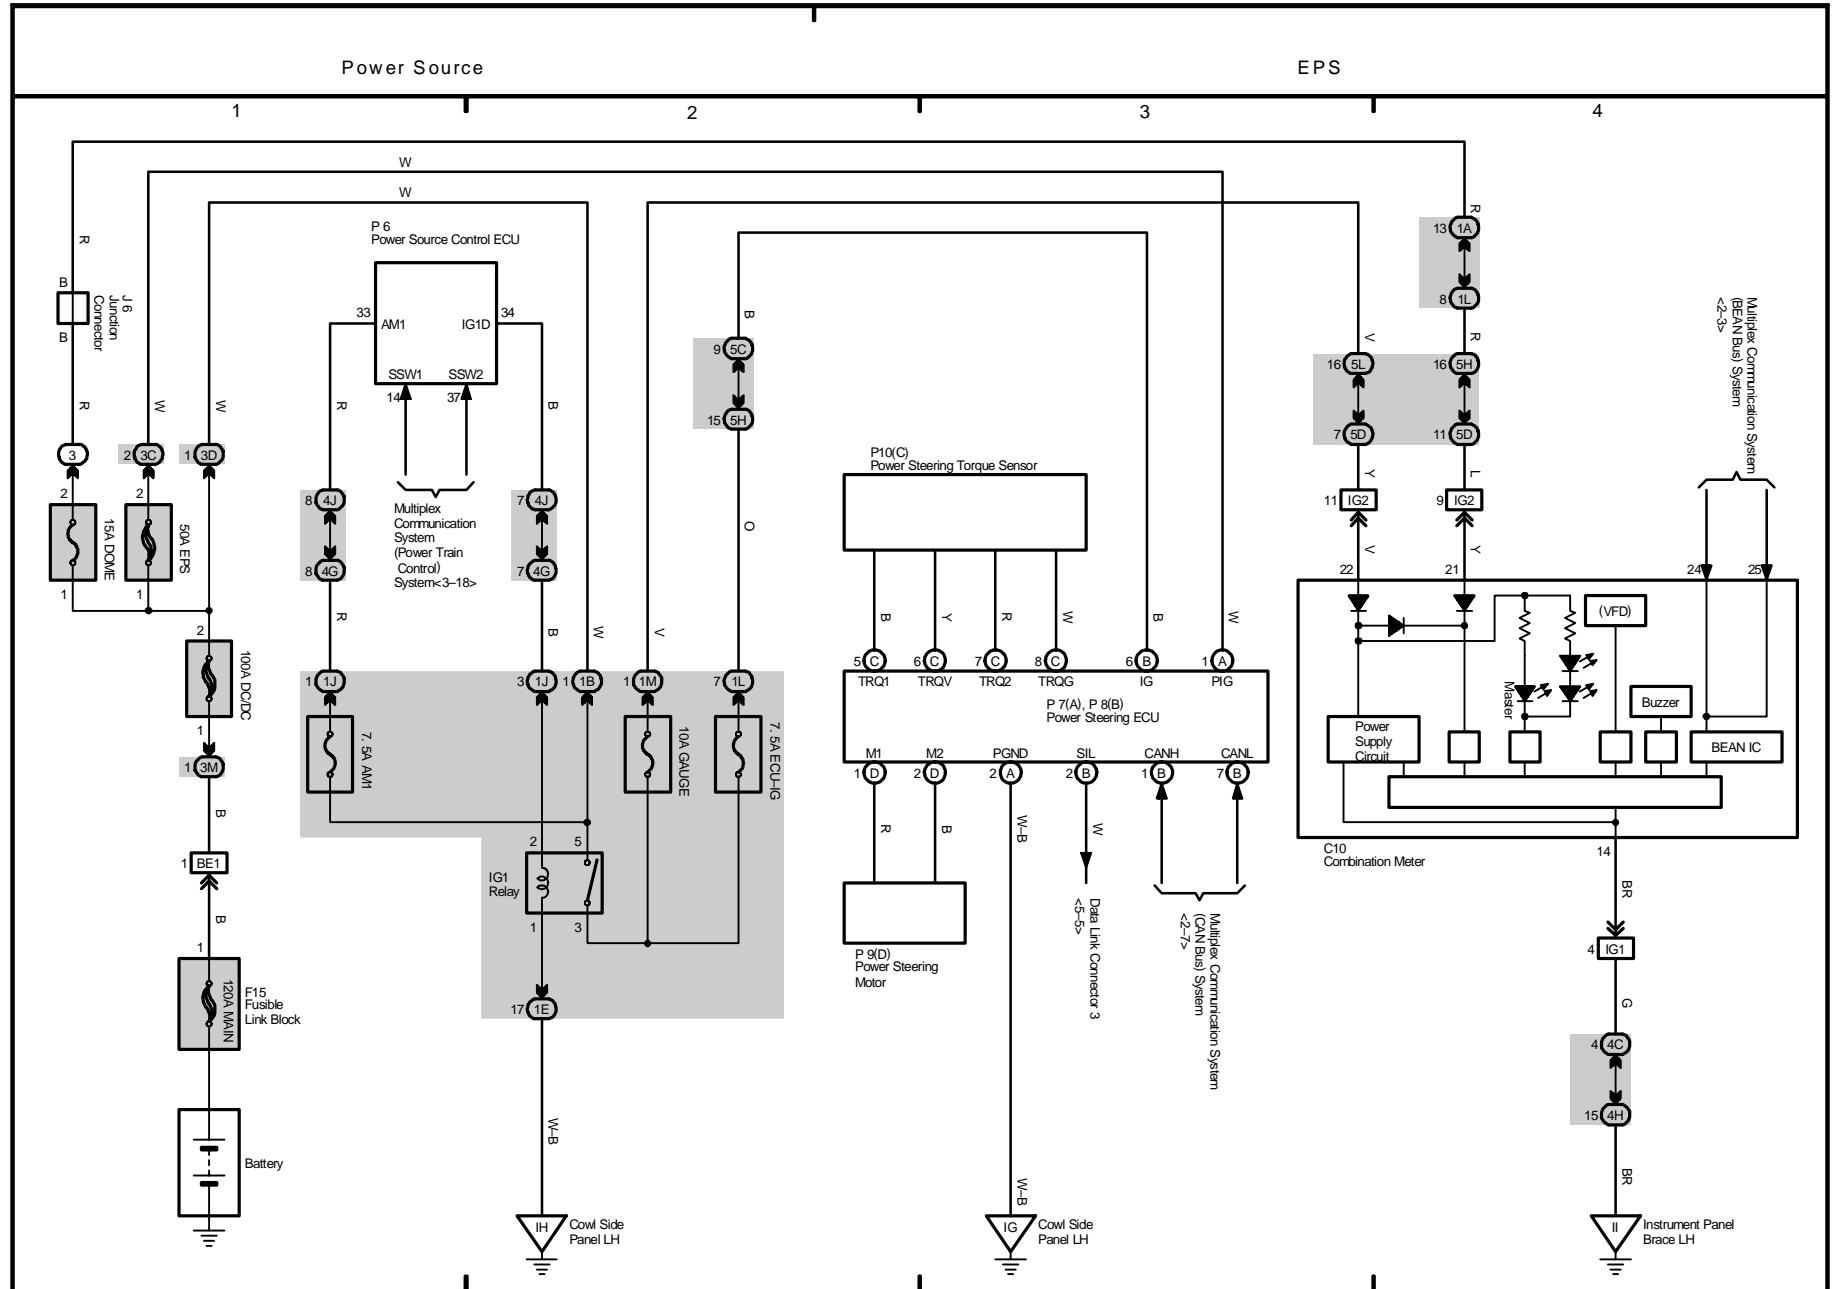 Power Source
EPS
1
2
3
4
W
W
R
B
J 6
Junction
Connector
B
R
W
W
3
2 3C
1 3D
2
2
15A DOME
50A EPS
1
1
2
100A DC/DC
1
1 3M
B
1 BE1
B
1
120A MAIN
F15
Fusible
Link Block
Battery
P 6
Power Source Control ECU
33
AM1
IG1D
34
SSW1
SSW2
14
37
R
B
8 4J
7 4J
Multiplex
Communication
System
(Power Train
Control)
System<3–18>
8 4G
7 4G
R
B
W
V
B
9 5C
15 5H
O
1 1J
3 1J
1 1B
1 1M
7 1L
7. 5A AM1
10A GAUGE
7. 5A ECU–IG
2
5
IG1
Relay
1
3
17 1E
W–B
IH
Cowl Side
Panel LH
P10(C)
Power Steering Torque Sensor
B
Y
R
W
B
W
5 C
6 C
7 C
8 C
6 B
1 A
TRQ1
TRQV
TRQ2
TRQG
IG
PIG
P 7(A), P 8(B)
Power Steering ECU
M1
M2
PGND
SIL
CANH
CANL
1 D
2 D
2 A
2 B
1 B
7 B
R
B
W–B
W
P 9(D)
Power Steering
Motor
Data Link Connector 3
<5–5>
Multiplex Communication System
(CAN Bus) System
<2–7>
W–B
IG
Cowl Side
Panel LH
R
13 1A
8 1L
V
R
16 5L
16 5H
7 5D
11 5D
Y
L
11 IG2
9 IG2
V
Y
Multiplex Communication System
(BEAN Bus) System
<2–3>
22
21
24
25
(VFD)
Master
Buzzer
Power
Supply
Circuit
BEAN IC
C10
Combination Meter
14
BR
4 IG1
G
4 4C
15 4H
BR
II
Instrument Panel
Brace LH